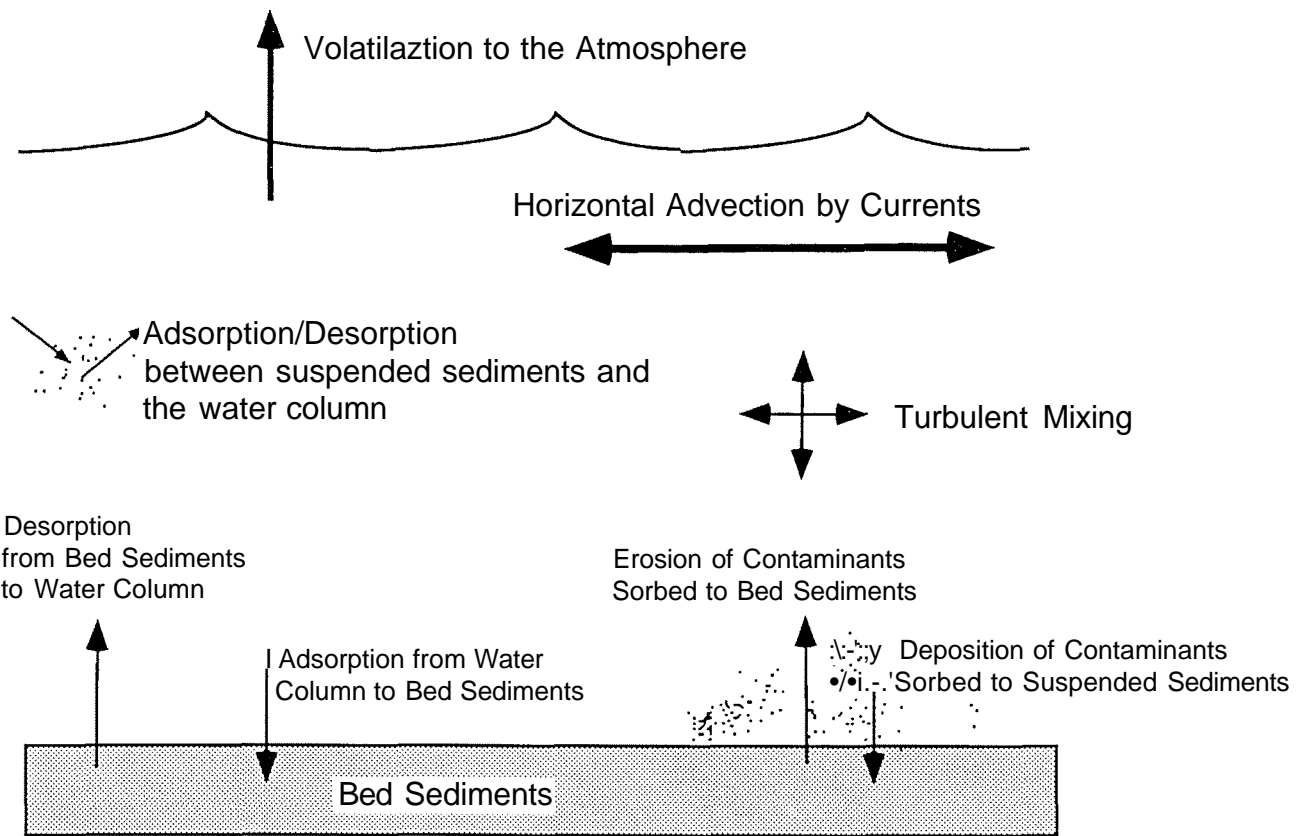 Volatilaztion to the Atmosphere
Horizontal Advection by Currents
Adsorption/Desorption
between suspended sediments and
the water column
Turbulent Mixing
Desorption
from Bed Sediments
to Water Column
Erosion of Contaminants
Sorbed to Bed Sediments
I Adsorption from Water
Column to Bed Sediments
:\:-';y Deposition of Contaminants
•/•i.-.'Sorbed to Suspended Sediments
Bed Sediments